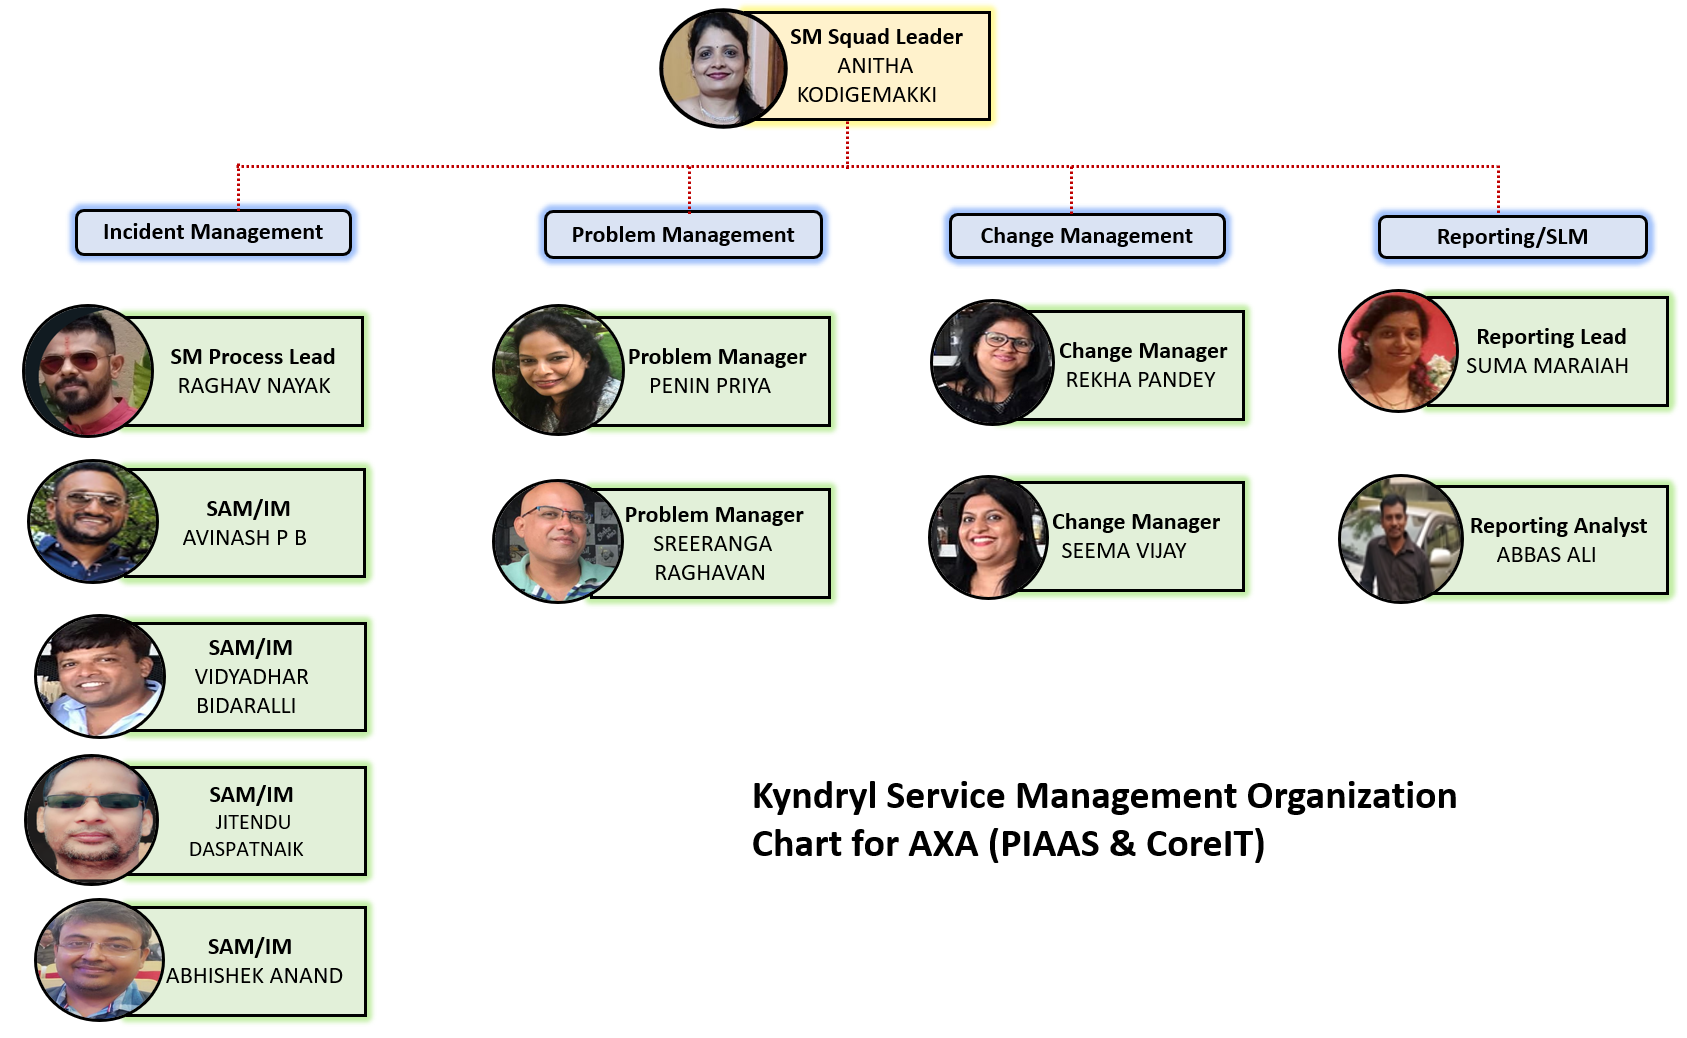 SM Squad Leader
ANITHA
KODIGEMAKKI
Incident Management
Problem Management
Change Management
Reporting/SLM
SM Process Lead
RAGHAV NAYAK
Problem Manager
PENIN PRIYA
Change Manager
REKHA PANDEY
Reporting Lead
SUMA MARAIAH
SAM/IM
AVINASH P B
Problem Manager
SREERANGA
RAGHAVAN
Change Manager
SEEMA VIJAY
Reporting Analyst
ABBAS ALI
SAM/IM
VIDYADHAR
BIDARALLI
SAM/IM
JITENDU
DASPATNAIK
SAM/IM
ABHISHEK ANAND
Kyndryl Service Management Organization
Chart for AXA (PIAAS & CoreIT)